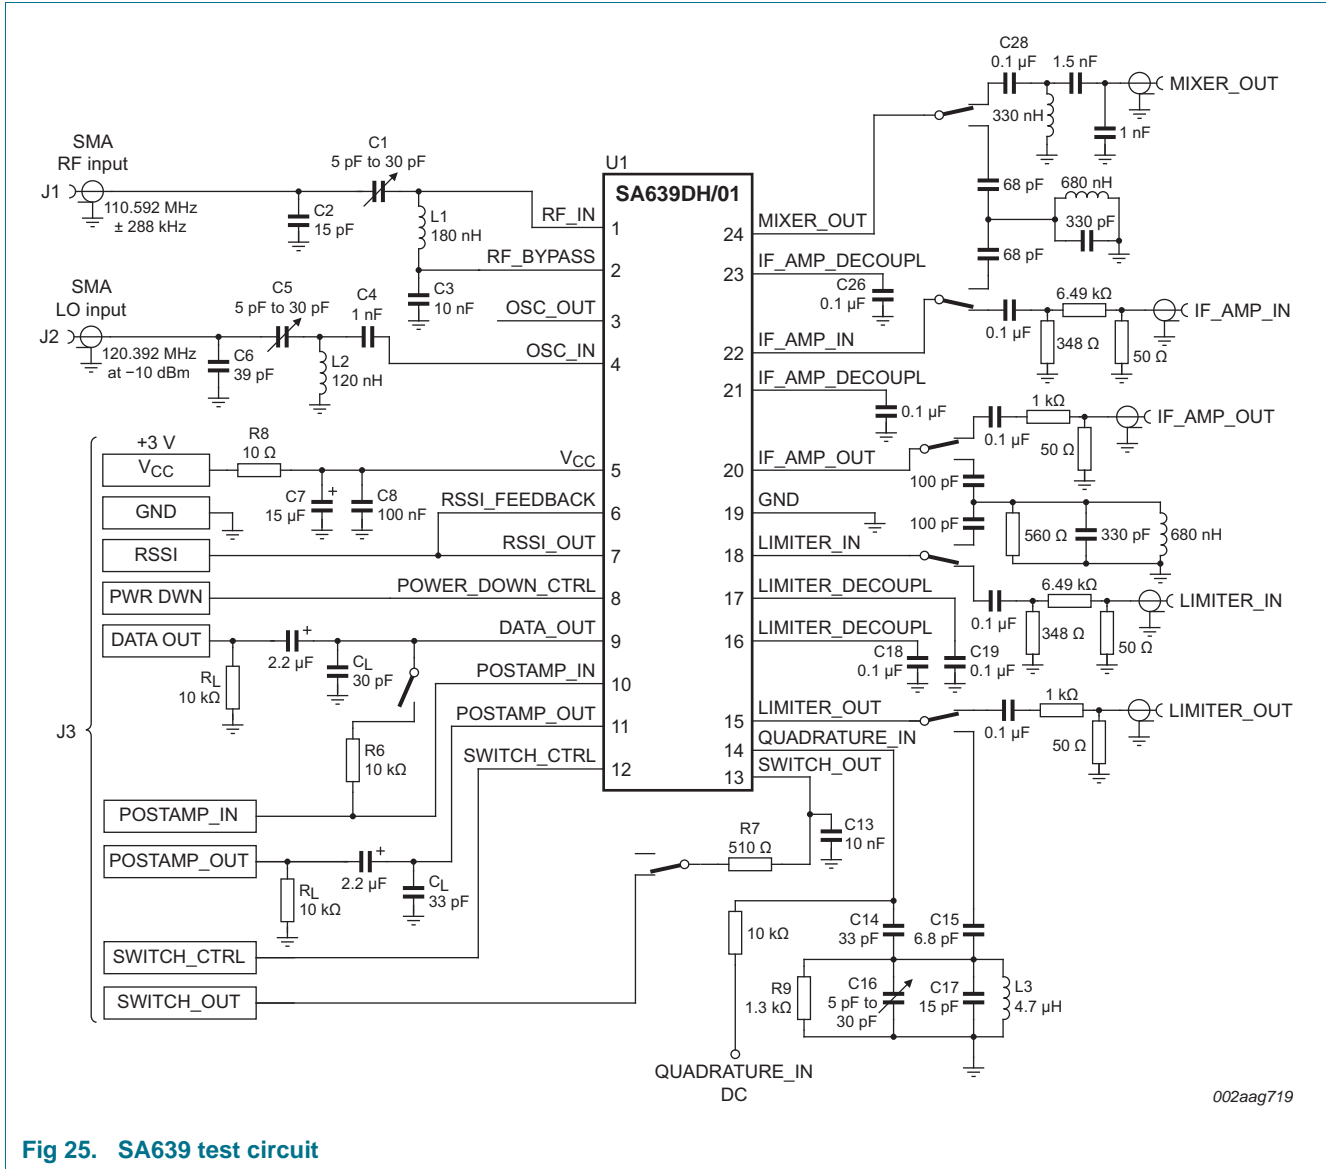 C28
0.1 µF
1.5 nF
MIXER_OUT
330 nH
1 nF
SMA
RF input
J1
110.592 MHz
± 288 kHz
C1
5 pF to 30 pF
C2
15 pF
L1
180 nH
C3
10 nF
SMA
LO input
J2
120.392 MHz
at −10 dBm
C5
5 pF to 30 pF
C4
1 nF
C6
39 pF
L2
120 nH
U1
SA639DH/01
RF_IN
1
RF_BYPASS
2
OSC_OUT
3
OSC_IN
4
VCC
5
RSSI_FEEDBACK
6
RSSI_OUT
7
POWER_DOWN_CTRL
8
DATA_OUT
9
POSTAMP_IN
10
POSTAMP_OUT
11
SWITCH_CTRL
12
24
MIXER_OUT
23
IF_AMP_DECOUPL
22
IF_AMP_IN
21
IF_AMP_DECOUPL
20
IF_AMP_OUT
19
GND
18
LIMITER_IN
17
LIMITER_DECOUPL
16
LIMITER_DECOUPL
15
LIMITER_OUT
14
QUADRATURE_IN
13
SWITCH_OUT
68 pF
680 nH
330 pF
68 pF
C26
0.1 µF
0.1 µF
6.49 kΩ
348 Ω
50 Ω
IF_AMP_IN
0.1 µF
0.1 µF
1 kΩ
50 Ω
IF_AMP_OUT
100 pF
100 pF
560 Ω
330 pF
680 nH
0.1 µF
6.49 kΩ
348 Ω
50 Ω
LIMITER_IN
C18
0.1 µF
C19
0.1 µF
0.1 µF
1 kΩ
50 Ω
LIMITER_OUT
J3
+3 V
VCC
R8
10 Ω
C7
+
15 µF
C8
100 nF
GND
RSSI
PWR DWN
DATA OUT
RL
10 kΩ
+
2.2 µF
CL
30 pF
R6
10 kΩ
POSTAMP_IN
POSTAMP_OUT
RL
10 kΩ
+
2.2 µF
CL
33 pF
SWITCH_CTRL
SWITCH_OUT
R7
510 Ω
C13
10 nF
10 kΩ
QUADRATURE_IN
DC
C14
33 pF
C15
6.8 pF
R9
1.3 kΩ
C16
5 pF to
30 pF
C17
15 pF
L3
4.7 µH
002aag719
Fig 25. SA639 test circuit